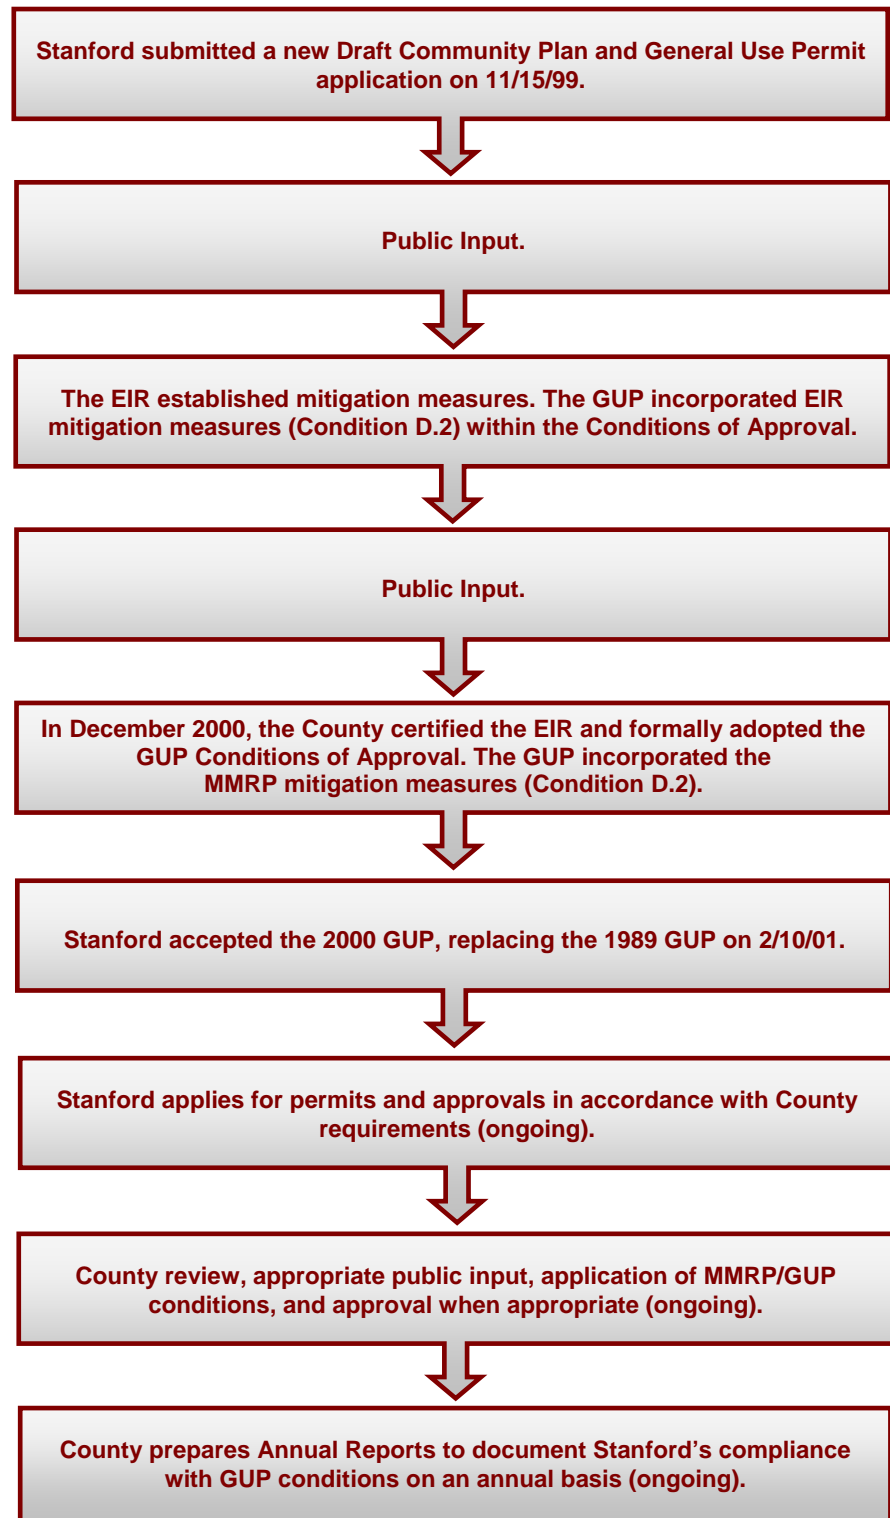 Stanford submitted a new Draft Community Plan and General Use Permit
application on 11/15/99.
Public Input.
The EIR established mitigation measures. The GUP incorporated EIR
mitigation measures (Condition D.2) within the Conditions of Approval.
Public Input.
In December 2000, the County certified the EIR and formally adopted the
GUP Conditions of Approval. The GUP incorporated the
MMRP mitigation measures (Condition D.2).
Stanford accepted the 2000 GUP, replacing the 1989 GUP on 2/10/01.
Stanford applies for permits and approvals in accordance with County
requirements (ongoing).
County review, appropriate public input, application of MMRP/GUP
conditions, and approval when appropriate (ongoing).
County prepares Annual Reports to document Stanford’s compliance
with GUP conditions on an annual basis (ongoing).